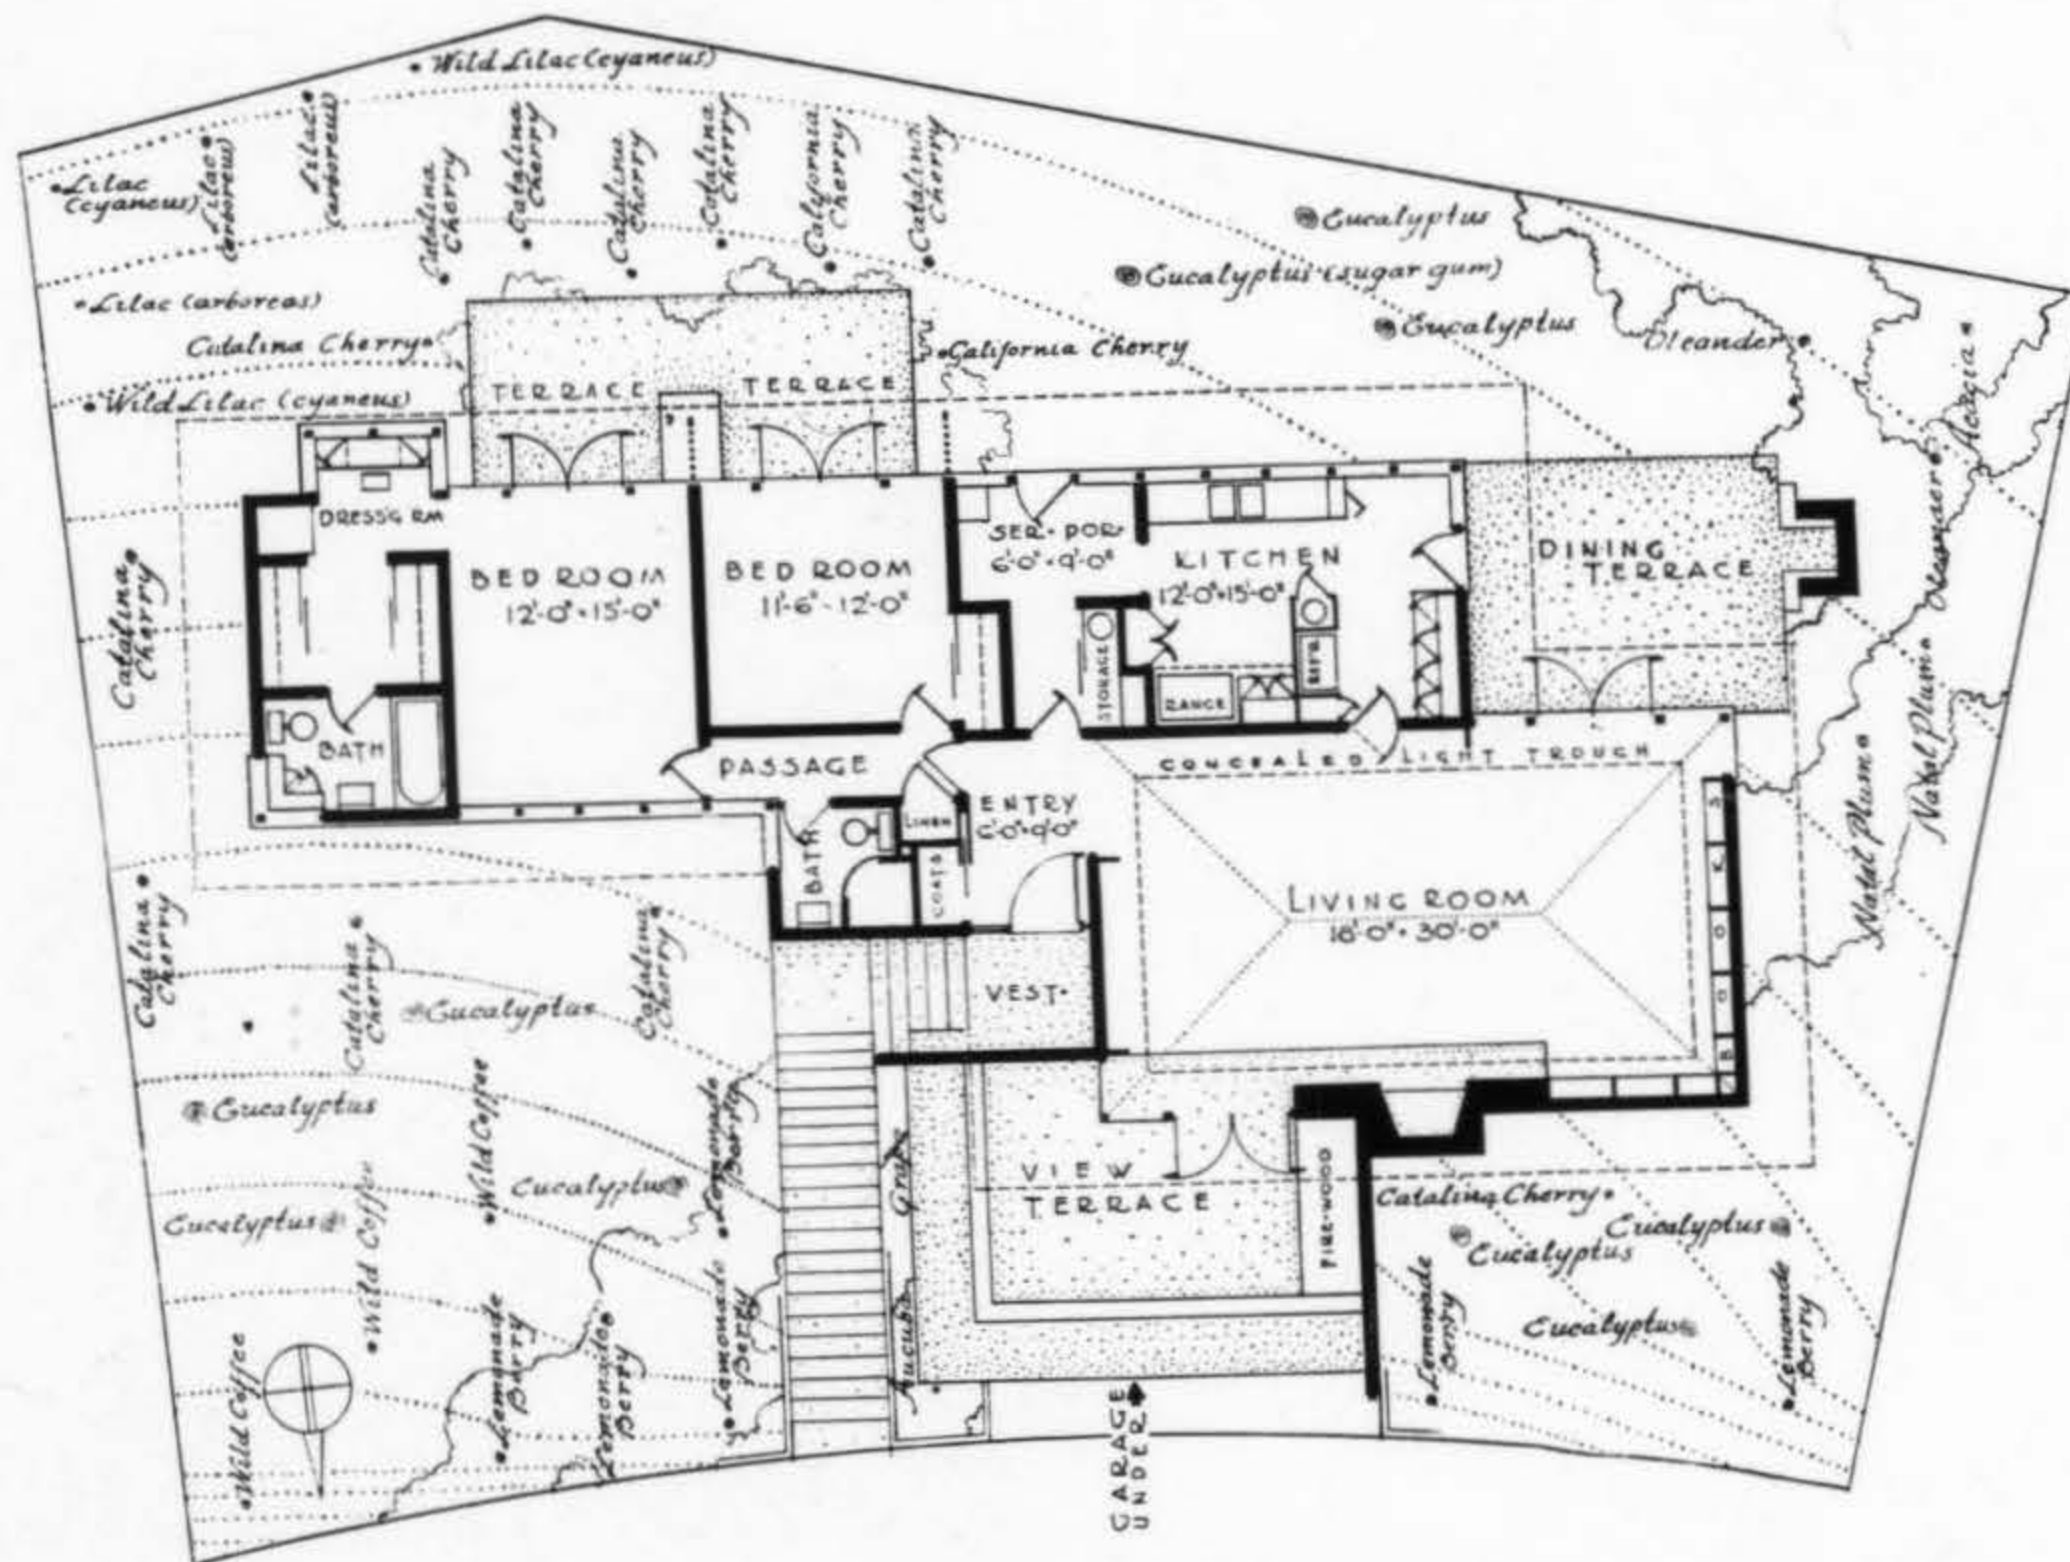 Wild Lilac (cyaneus)
Lilac
(cyaneus)
Lilac
(arboreus)
Lilac
(arboreus)
Catalina
Cherry
Catalina
Cherry
Catalina
Cherry
Catalina
Cherry
California
Cherry
Catalina
Cherry
Eucalyptus
Eucalyptus (sugar gum)
Eucalyptus
Oleander
Acacia
Acacia
Lilac (arboreas)
Catalina Cherry
California Cherry
Wild Lilac (cyaneus)
TERRACE
TERRACE
DRESS'G RM
BED ROOM
12'-0" × 15'-0"
BED ROOM
11'-6" - 12'-0"
SER. POR.
6'-0" × 9'-0"
KITCHEN
12'-0" × 15'-0"
DINING
TERRACE
Oleander
Natal Plum
Natal Plum
Catalina
Cherry
STORAGE
RANGE
REFR.
BATH
PASSAGE
CONCEALED LIGHT TROUGH
ENTRY
6'-0" × 9'-0"
LINEN
BATH
COATS
LIVING ROOM
18'-0" × 30'-0"
BOOKS
VEST.
Catalina
Cherry
Catalina
Cherry
Eucalyptus
Catalina
Cherry
Eucalyptus
Wild Coffee
Lemonade
Berry
Eucalyptus
Eucalyptus
Wild Coffee
Grape
VIEW
TERRACE
FIRE-WOOD
Catalina Cherry
Eucalyptus
Eucalyptus
Eucalyptus
Lemonade
Berry
Lemonade
Berry
Wild Coffee
Lemonade
Berry
Lemonade
Berry
Lemonade
Berry
Aucuba
GARAGE
UNDER